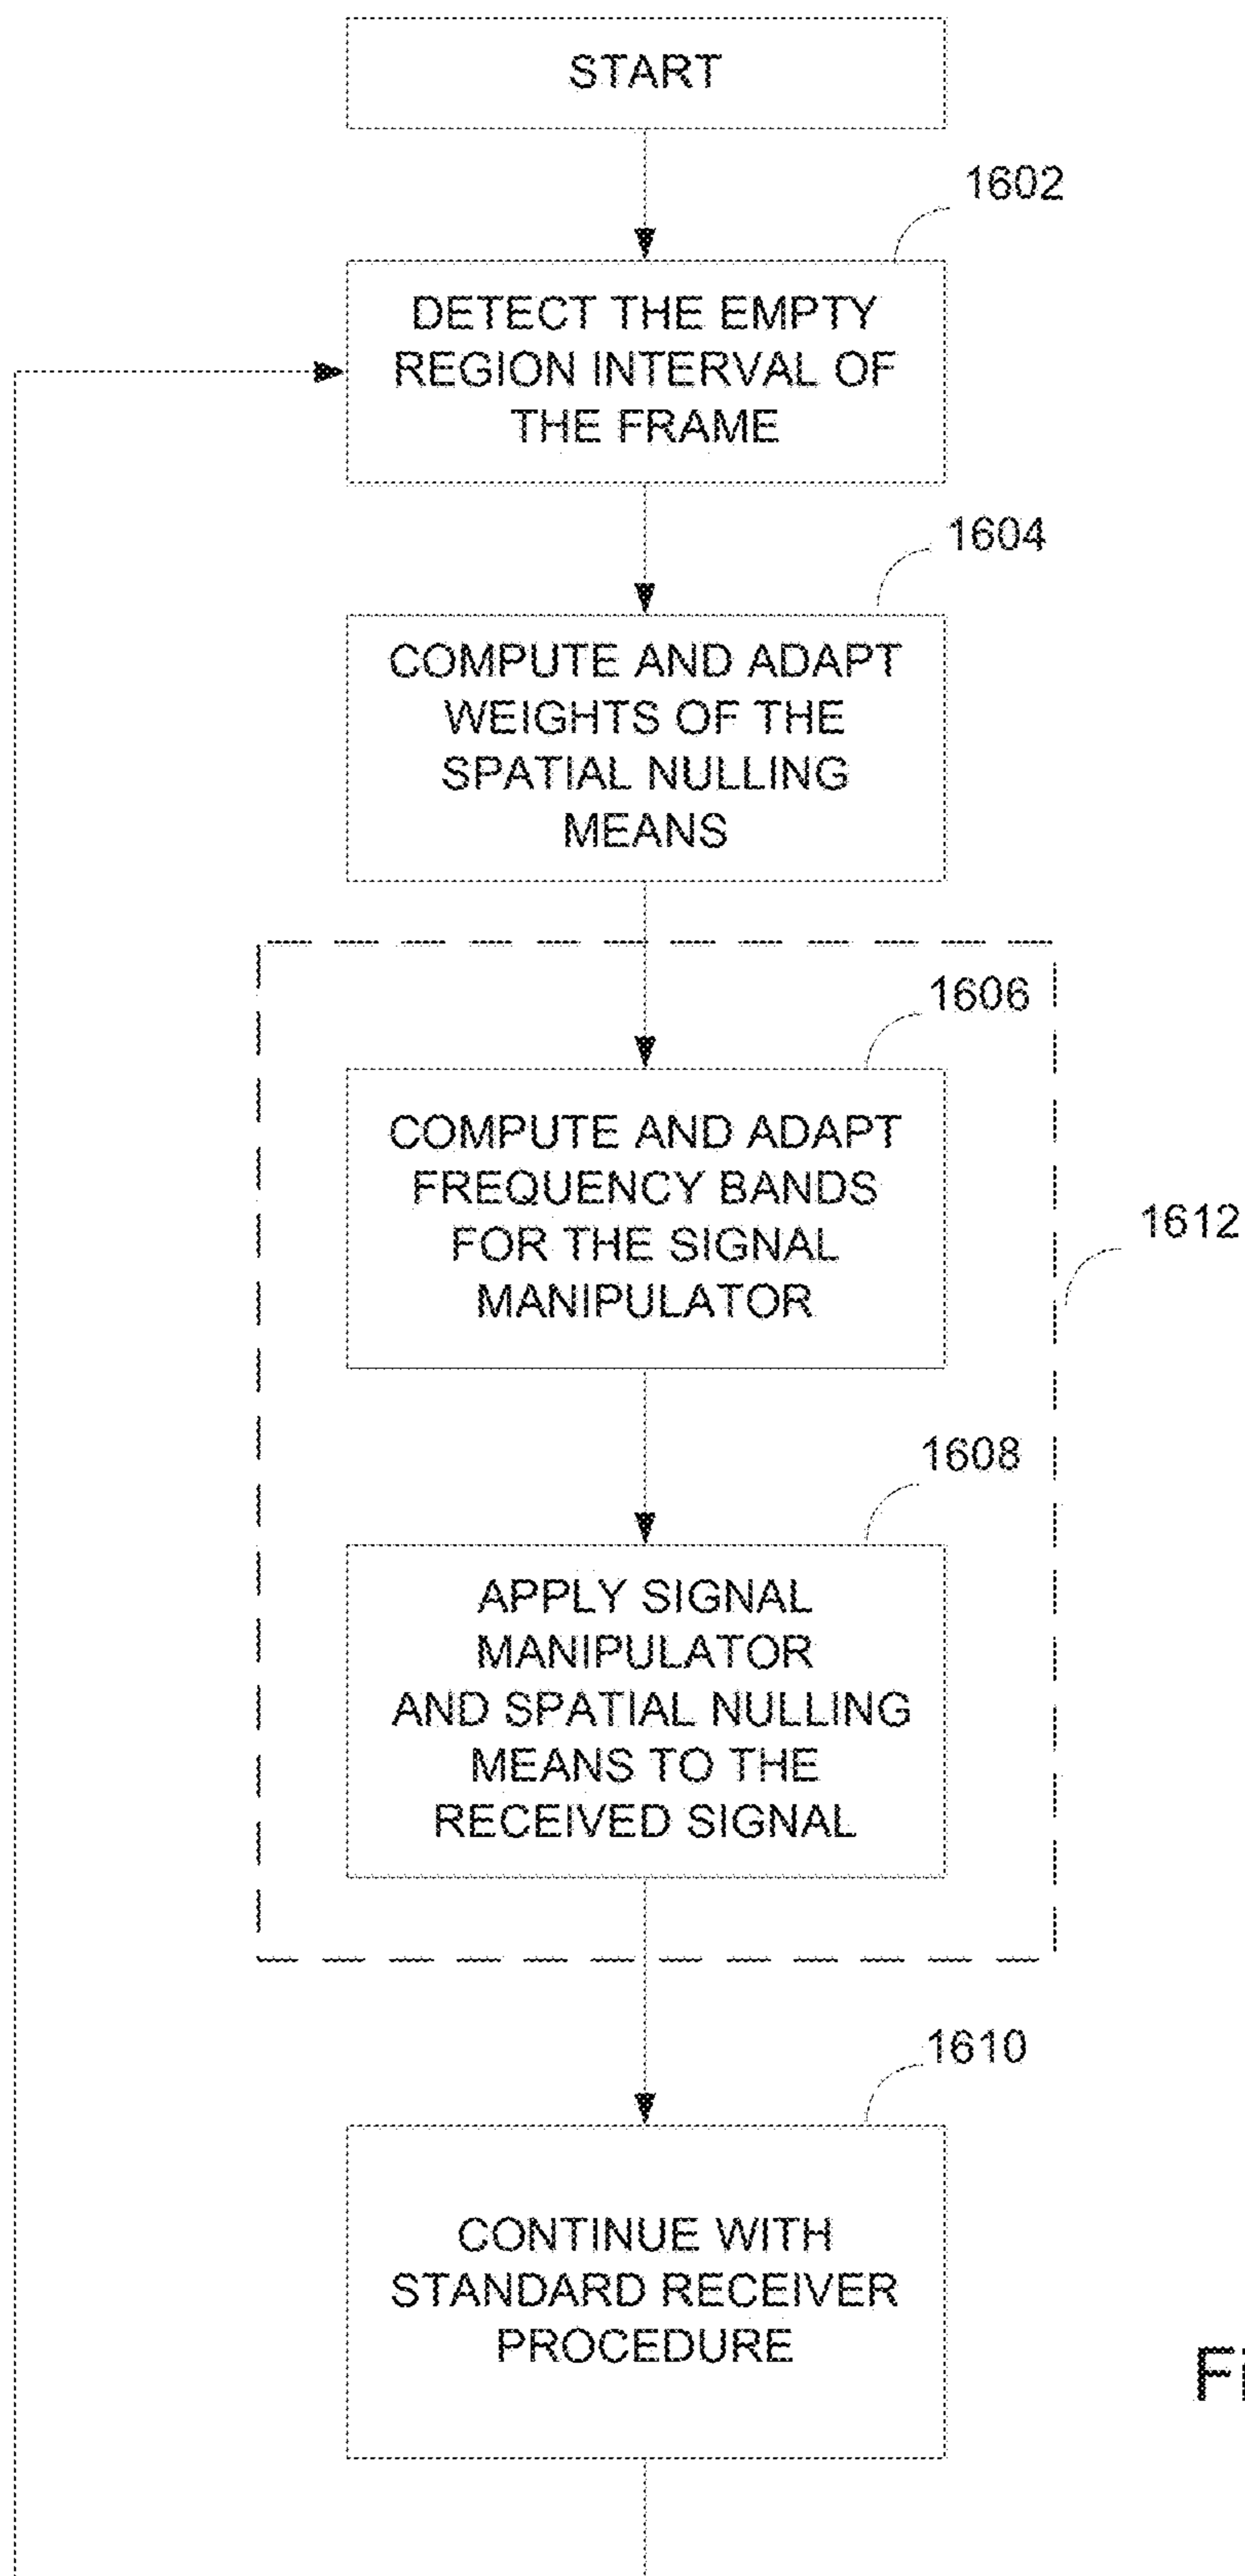 START
1602
DETECT THE EMPTY
REGION INTERVAL OF
THE FRAME
1604
COMPUTE AND ADAPT
WEIGHTS OF THE
SPATIAL NULLING
MEANS
1606
COMPUTE AND ADAPT
FREQUENCY BANDS
FOR THE SIGNAL
MANIPULATOR
1612
1608
APPLY SIGNAL
MANIPULATOR
AND SPATIAL NULLING
MEANS TO THE
RECEIVED SIGNAL
1610
CONTINUE WITH
STANDARD RECEIVER
PROCEDURE